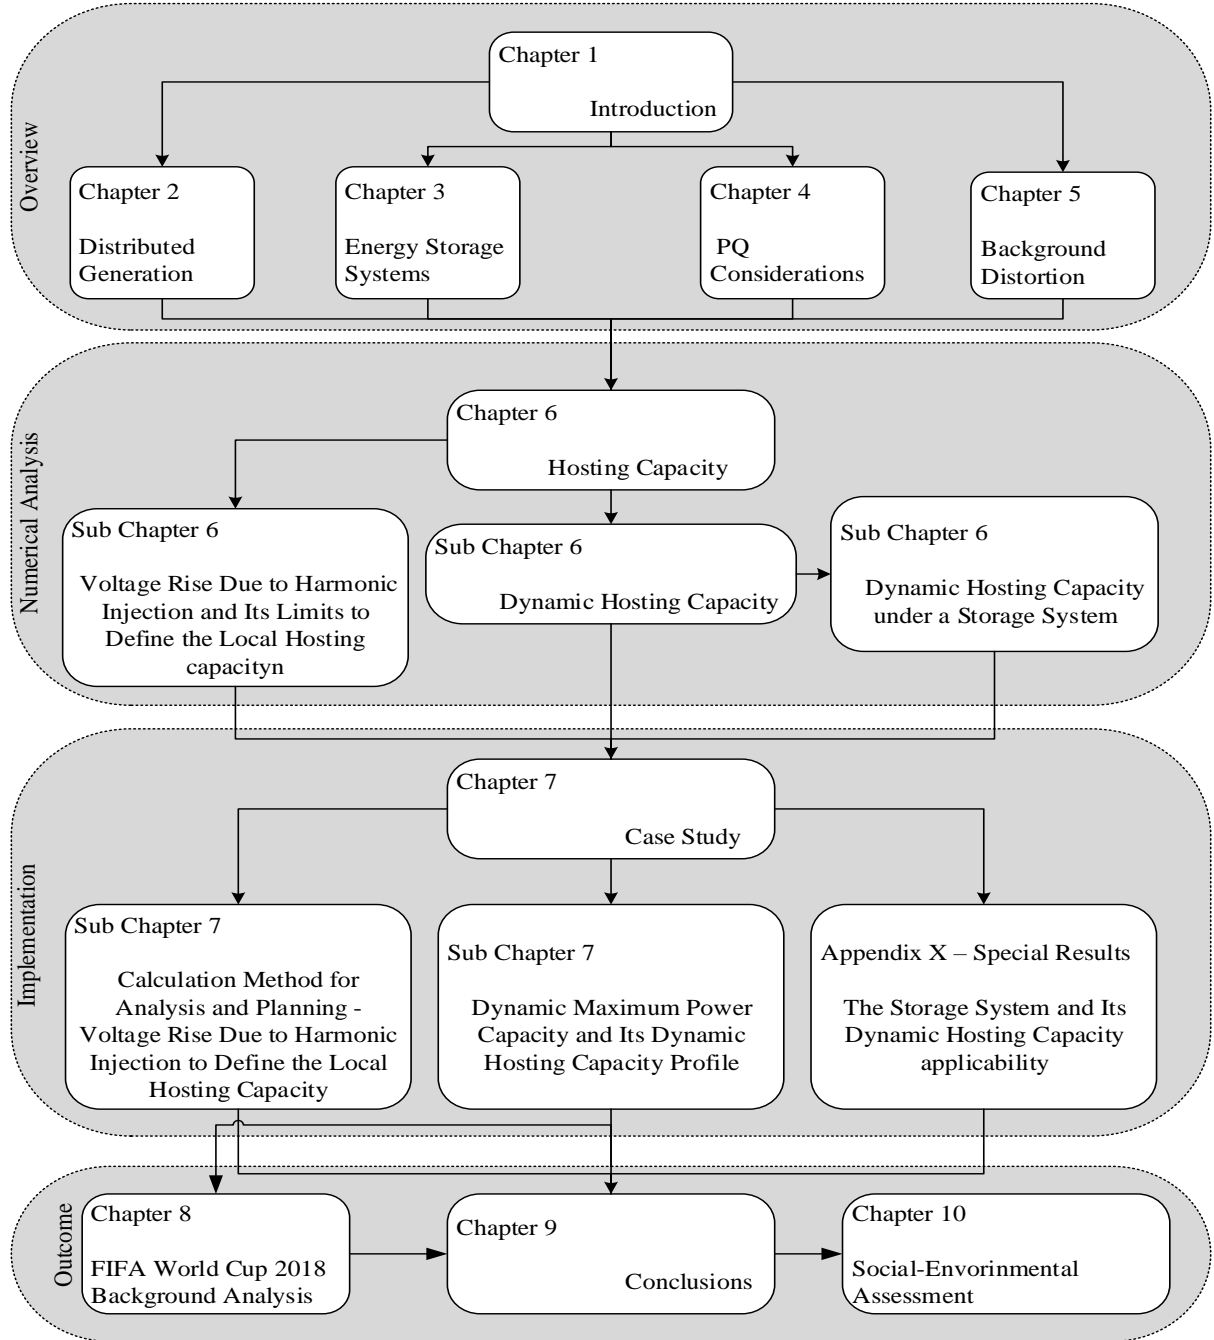 Overview
Chapter 1
Introduction
Chapter 2
Distributed
Generation
Chapter 3
Energy Storage
Systems
Chapter 4
PQ
Considerations
Chapter 5
Background
Distortion
Numerical Analysis
Chapter 6
Hosting Capacity
Sub Chapter 6
Voltage Rise Due to Harmonic
Injection and Its Limits to
Define the Local Hosting
capacityn
Sub Chapter 6
Dynamic Hosting Capacity
Sub Chapter 6
Dynamic Hosting Capacity
under a Storage System
Implementation
Chapter 7
Case Study
Sub Chapter 7
Calculation Method for
Analysis and Planning -
Voltage Rise Due to Harmonic
Injection to Define the Local
Hosting Capacity
Sub Chapter 7
Dynamic Maximum Power
Capacity and Its Dynamic
Hosting Capacity Profile
Appendix X – Special Results
The Storage System and Its
Dynamic Hosting Capacity
applicability
Outcome
Chapter 8
FIFA World Cup 2018
Background Analysis
Chapter 9
Conclusions
Chapter 10
Social-Envorinmental
Assessment